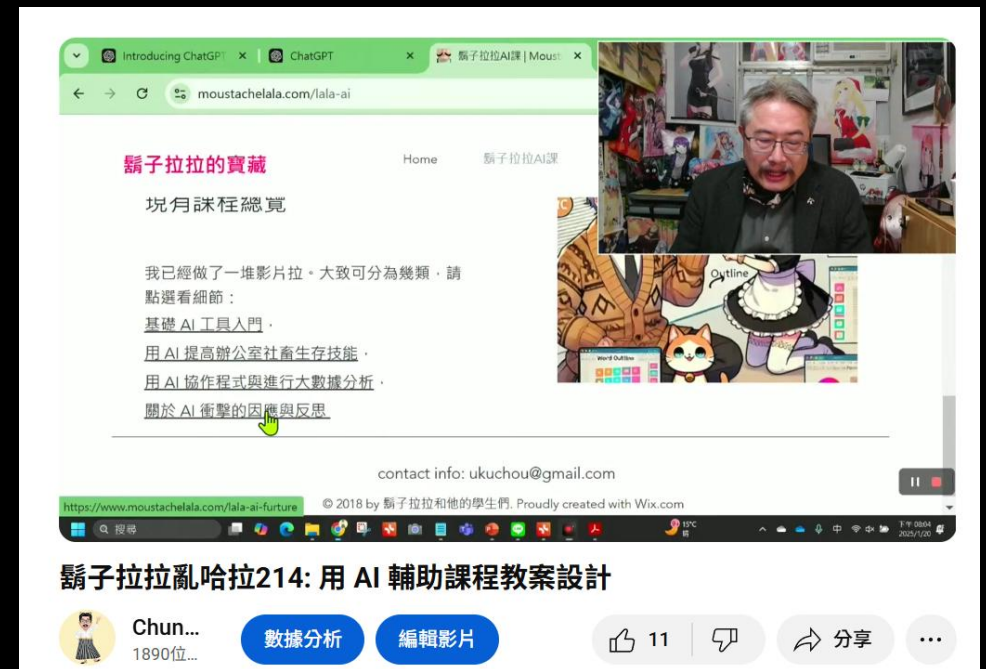 Introducing ChatGPT
ChatGPT
鬍子拉拉AI課 | Moust
moustachelala.com/lala-ai
鬍子拉拉的寶藏
Home
鬍子拉拉AI課
現有課程總覽
我已經做了一堆影片拉。大致可分為幾類，請
點選看細節：
基礎 AI 工具入門，
用 AI 提高辦公室社畜生存技能，
用 AI 協作程式與進行大數據分析，
關於 AI 衝擊的因應與反思
Outline
Word Outline
contact info: ukuchou@gmail.com
https://www.moustachelala.com/lala-ai-furture
© 2018 by 鬍子拉拉和他的學生們. Proudly created with Wix.com
搜尋
15°C
中
下午 08:04
2025/1/20
鬍子拉拉亂哈拉214: 用 AI 輔助課程教案設計
Chun...
1890位...
數據分析
編輯影片
11
分享